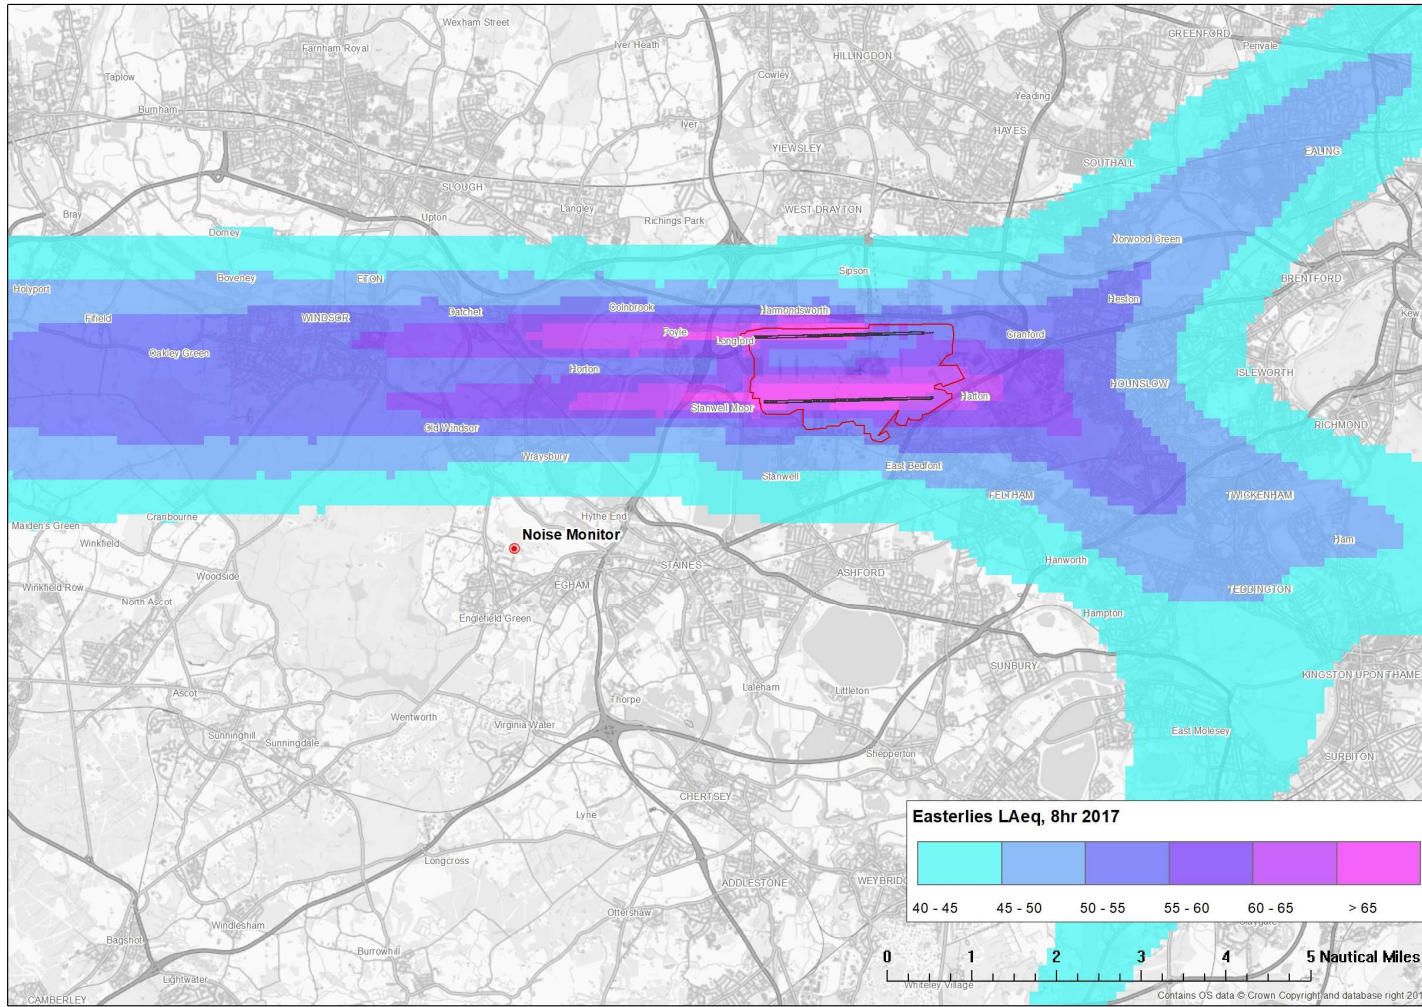 Wexham Street
GREENFORD
Farnham Royal
Iver Heath
Perivale
HILLINGDON
Taplow
Cowley
Yeading
Burnham
Iver
HAYES
YIEWSLEY
EALING
SOUTHALL
SLOUGH
Langley
WEST DRAYTON
Bray
Upton
Richings Park
Dorney
Norwood Green
Sipson
Boveney
ETON
BRENTFORD
Holyport
Heston
Colnbrook
Harmondsworth
Datchet
Kew
Fifield
WINDSOR
Poyle
Cranford
Longford
Oakley Green
Horton
ISLEWORTH
HOUNSLOW
Hatton
Stanwell Moor
RICHMOND
Old Windsor
Wraysbury
East Bedfont
Stanwell
FELTHAM
TWICKENHAM
Cranbourne
Hythe End
Maiden's Green
Noise Monitor
Ham
Winkfield
Hanworth
STAINES
ASHFORD
Woodside
EGHAM
Winkfield Row
TEDDINGTON
North Ascot
Hampton
Englefield Green
SUNBURY
KINGSTON UPON THAMES
Ascot
Laleham
Littleton
Thorpe
Wentworth
Virginia Water
East Molesey
Sunninghill
Sunningdale
Shepperton
SURBITON
CHERTSEY
Lyne
Easterlies LAeq, 8hr 2017
Longcross
ADDLESTONE
WEYBRIDG
40 - 45 45 - 50 50 - 55 55 - 60 60 - 65 > 65
Ottershaw
Claygate
Windlesham
Bagshot
Burrowhill
0 1 2 3 4 5 Nautical Miles
Lightwater
Whiteley Village
Contains OS data © Crown Copyright and database right 201
CAMBERLEY